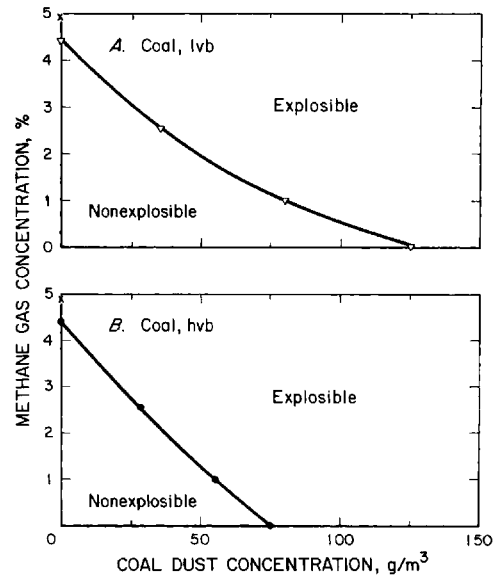 METHANE GAS CONCENTRATION, %
5
A. Coal, lvb
4
3
Explosible
2
1
Nonexplosible
0
5
B. Coal, hvb
4
3
Explosible
2
1
Nonexplosible
0 50 100 150
COAL DUST CONCENTRATION, g/m³